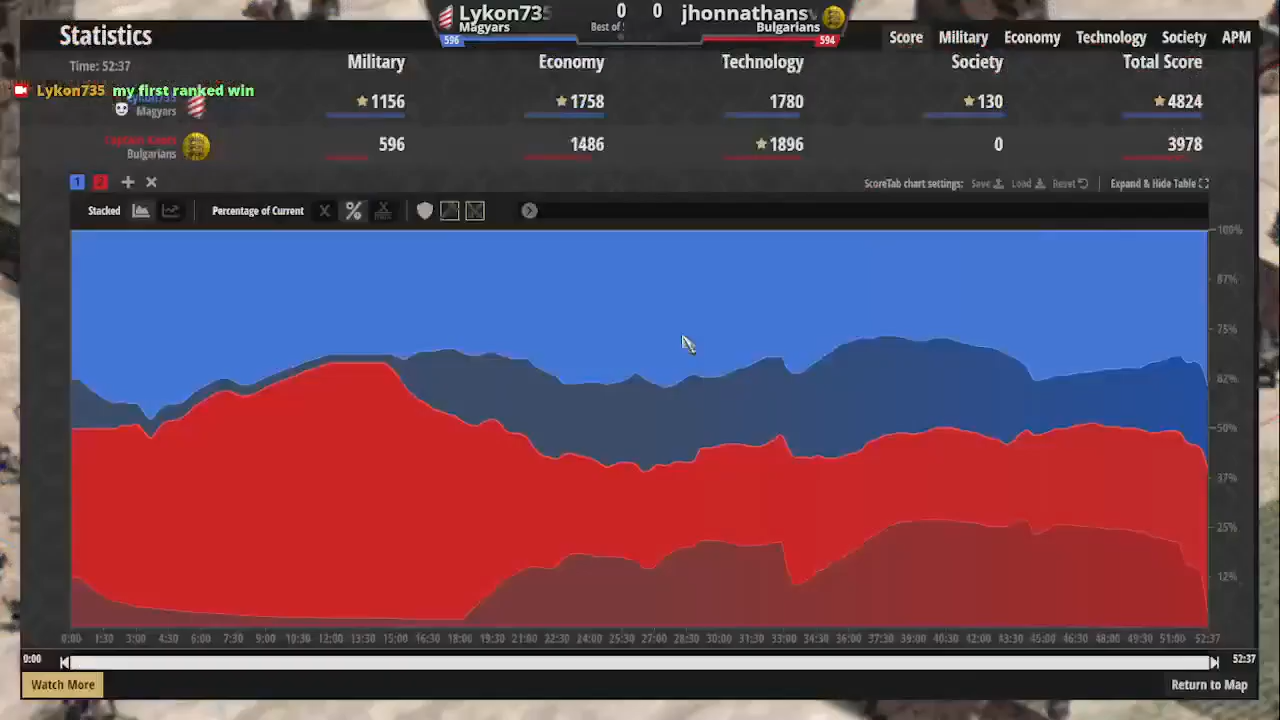 Lykon735 0 0 jhonnathans
Magyars Best of Bulgarians
596 594
Statistics Score Military Economy Technology Society APM
Time: 52:37 Military Economy Technology Society Total Score
Lykon735 my first ranked win
Lykon735 1156 1758 1780 130 4824
Magyars
596 1486 1896 0 3978
Bulgarians
1 2 ScoreTab chart settings: Save Load Reset Expand & Hide Table
Stacked Percentage of Current X %
100%
87%
75%
62%
50%
37%
25%
12%
0:00 1:30 3:00 4:30 6:00 7:30 9:00 10:30 12:00 13:30 15:00 16:30 18:00 19:30 21:00 22:30 24:00 25:30 27:00 28:30 30:00 31:30 33:00 34:30 36:00 37:30 39:00 40:30 42:00 43:30 45:00 46:30 48:00 49:30 51:00 52:37
0:00 52:37
Watch More Return to Map